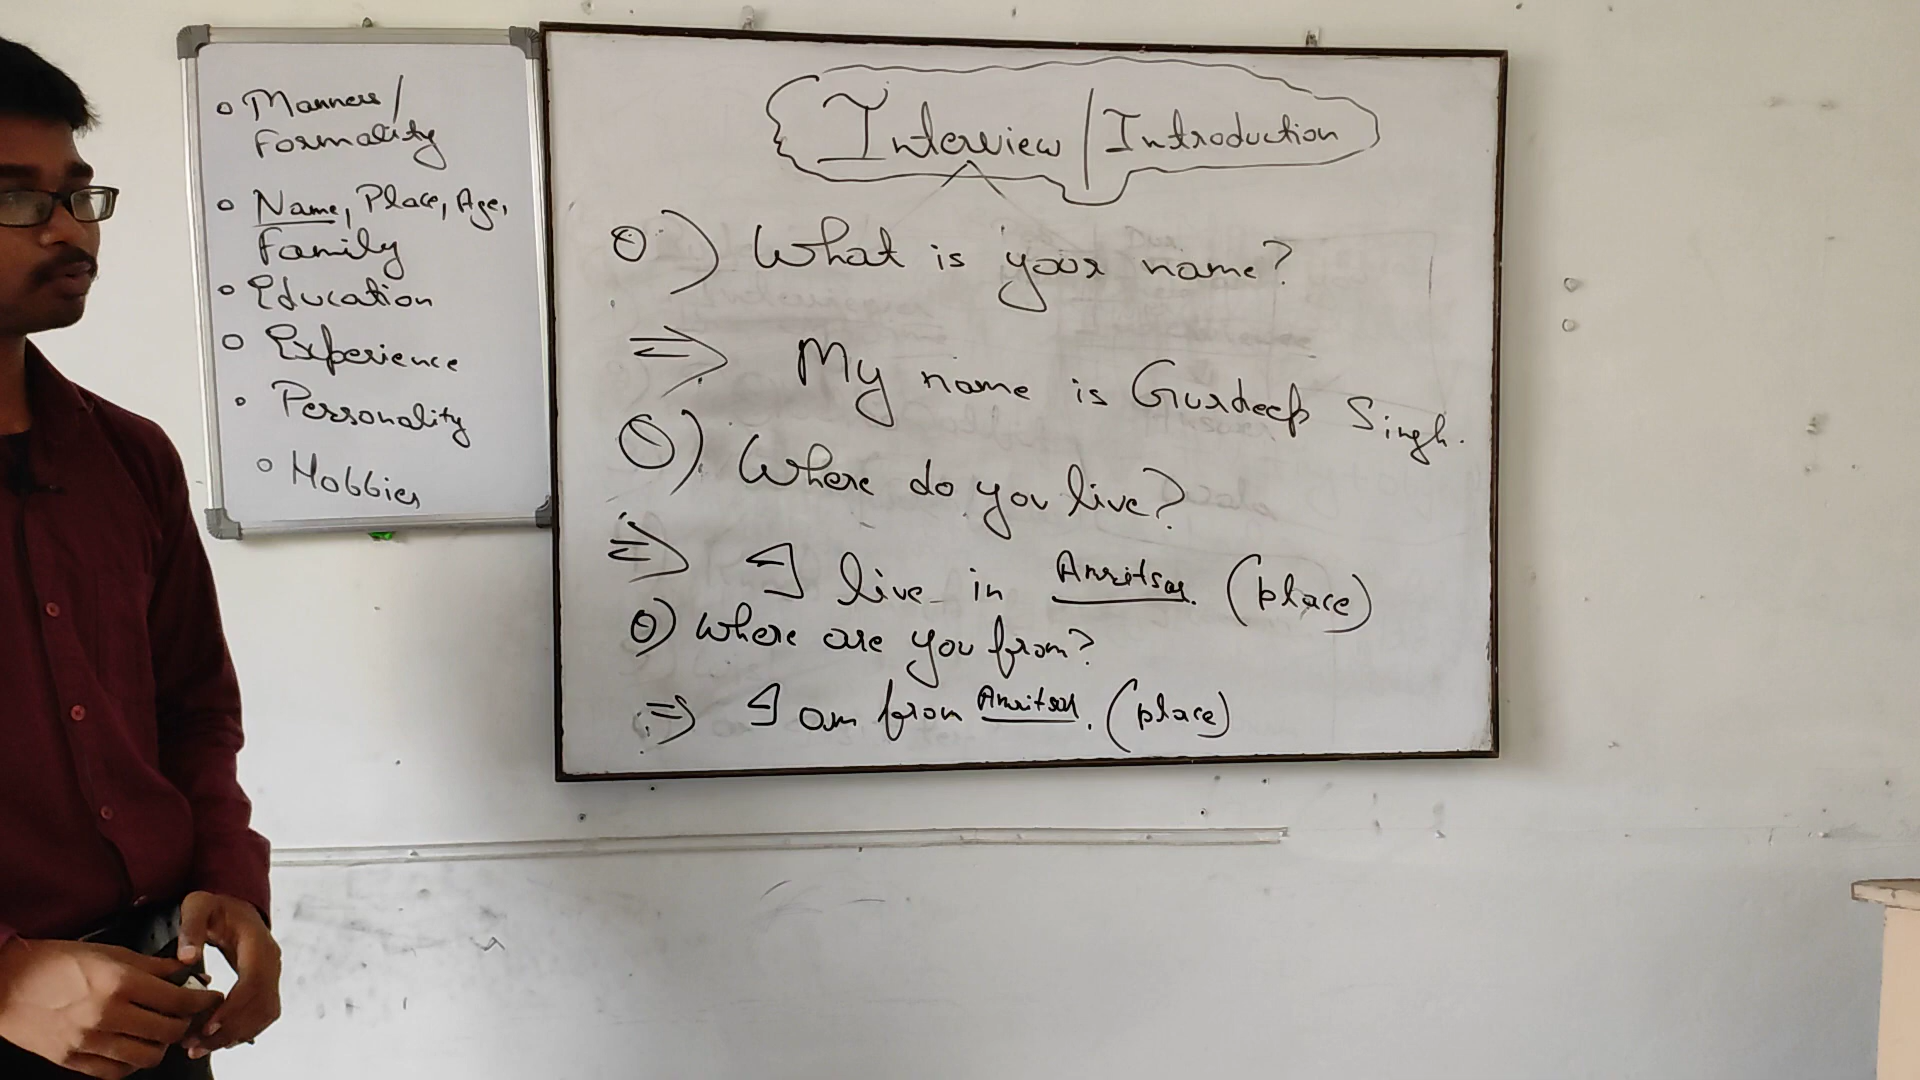 Manners/
Formality
Name, Place, Age,
Family
Education
Experience
Personality
Hobbies
Interview | Introduction
Q) What is your name?
⇒ My name is Gurdeep Singh.
Q) Where do you live?
⇒ I live in Amritsar. (place)
Q) Where are you from?
⇒ I am from Amritsar. (place)